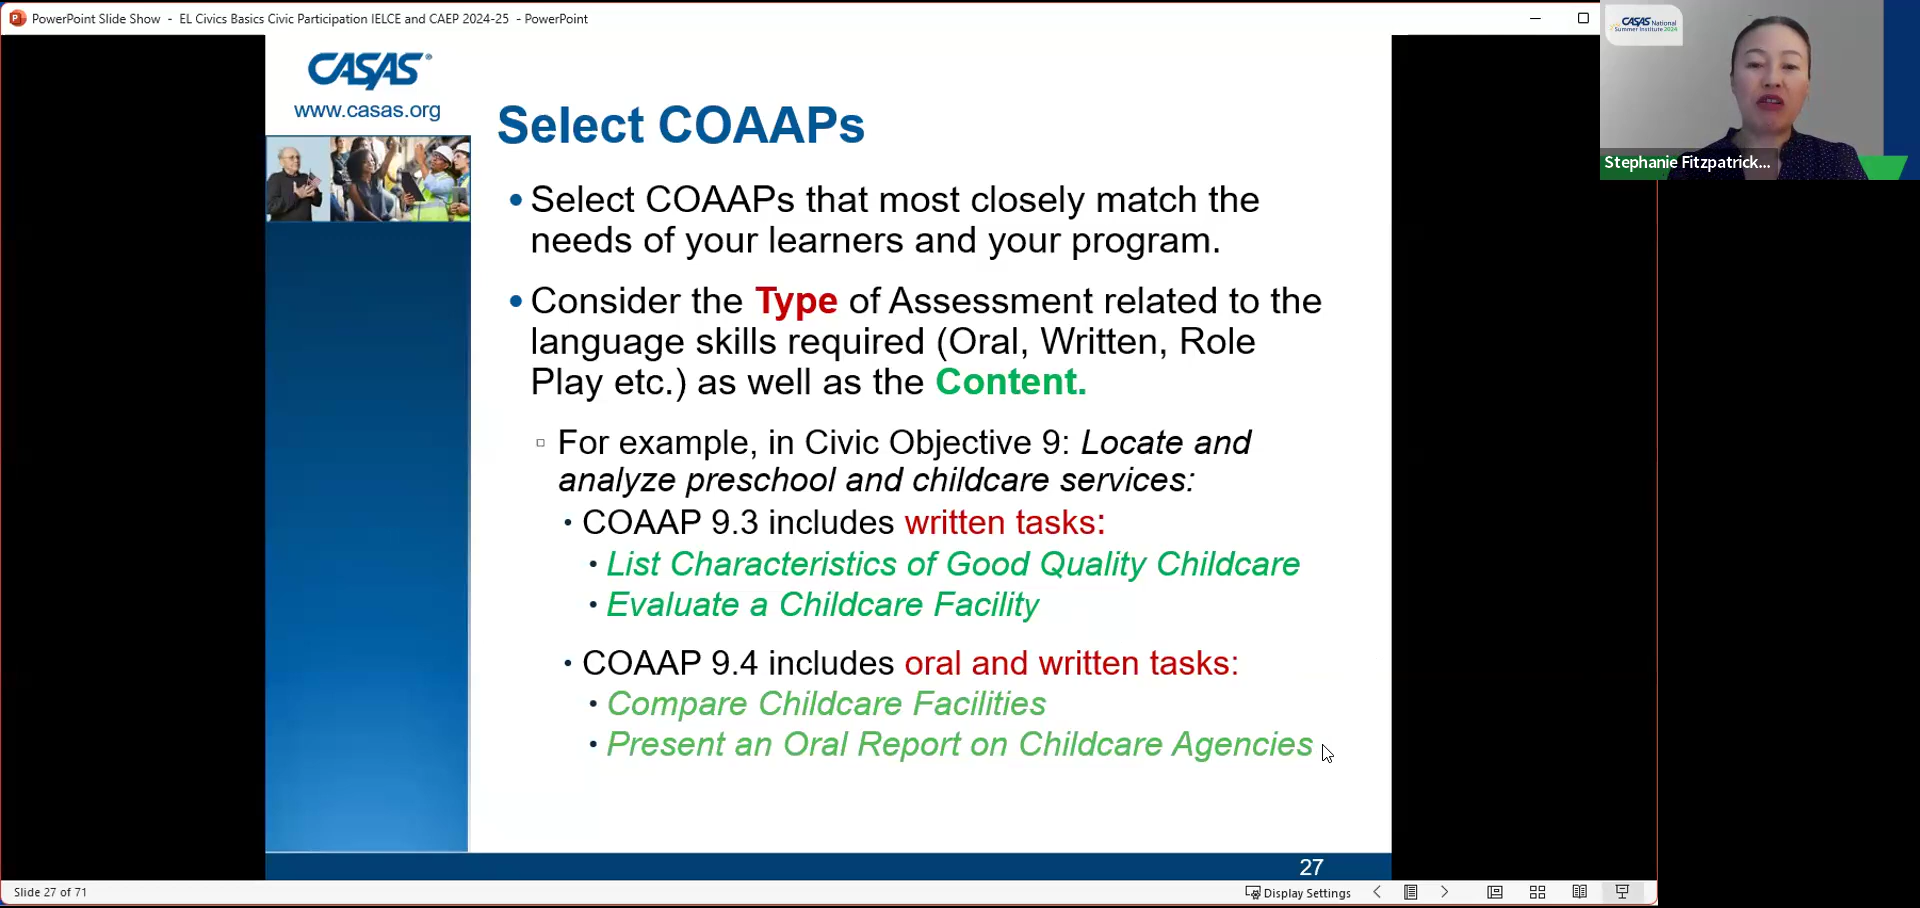 PowerPoint Slide Show - EL Civics Basics Civic Participation IELCE and CAEP 2024-25 - PowerPoint
CASAS National
Summer Institute 2024
Stephanie Fitzpatrick...
CASAS®
www.casas.org
Select COAAPs
• Select COAAPs that most closely match the
needs of your learners and your program.
• Consider the Type of Assessment related to the
language skills required (Oral, Written, Role
Play etc.) as well as the Content.
For example, in Civic Objective 9: Locate and
analyze preschool and childcare services:
• COAAP 9.3 includes written tasks:
• List Characteristics of Good Quality Childcare
• Evaluate a Childcare Facility
• COAAP 9.4 includes oral and written tasks:
• Compare Childcare Facilities
• Present an Oral Report on Childcare Agencies
27
Slide 27 of 71
Display Settings